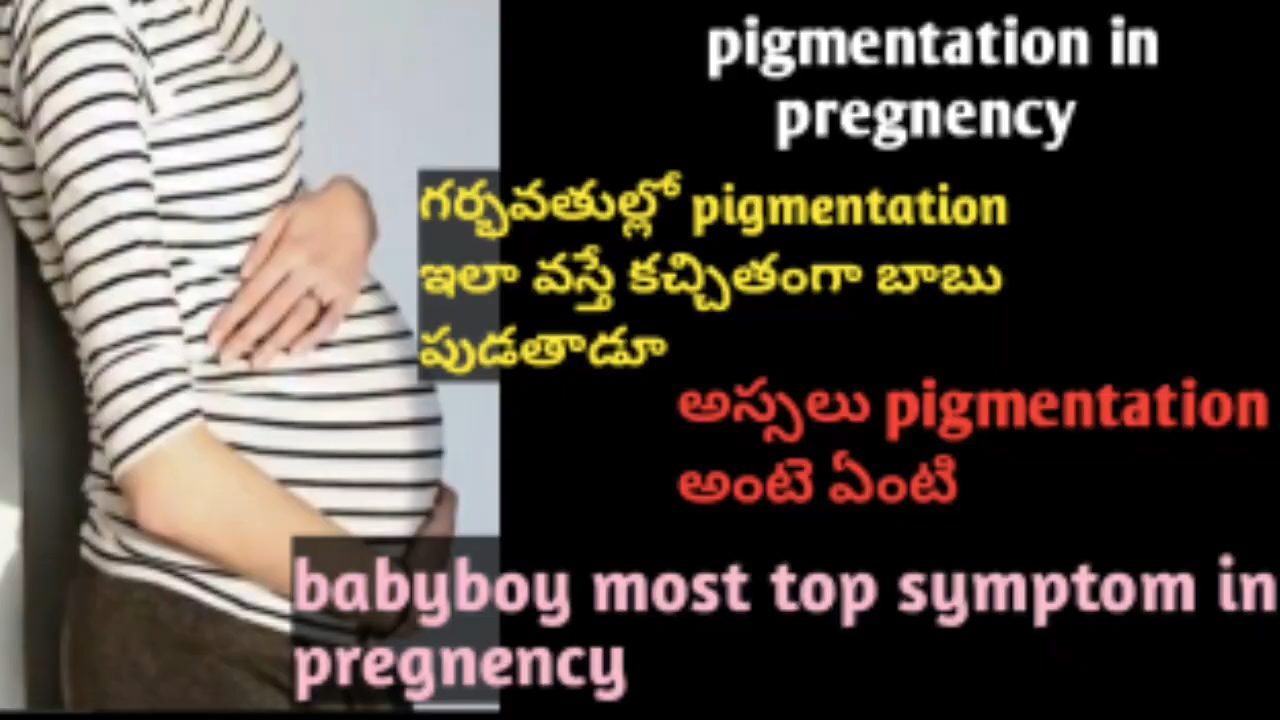 pigmentation in
pregnency
గర్భవతుల్లో pigmentation
ఇలా వస్తే కచ్చితంగా బాబు
పుడతాడూ
అస్సలు pigmentation
అంటె ఏంటి
babyboy most top symptom in
pregnency